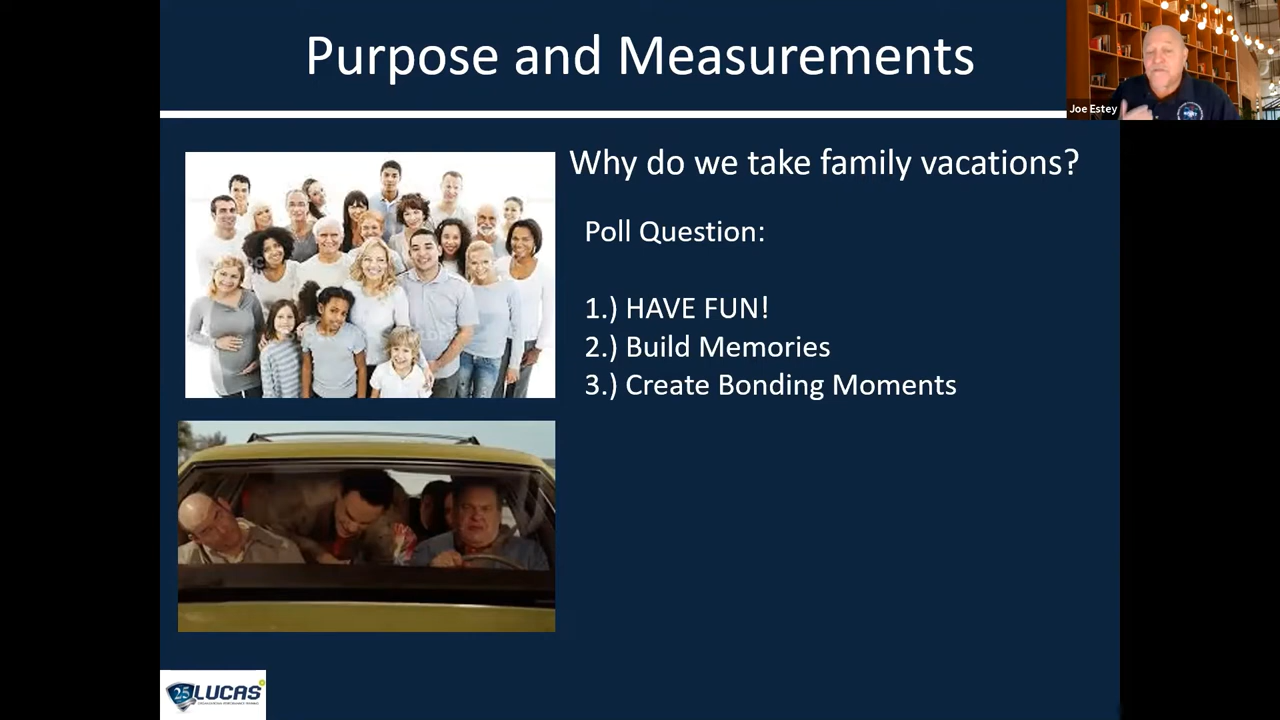 Purpose and Measurements
Joe Estey
Why do we take family vacations?
Poll Question:
1.) HAVE FUN!
2.) Build Memories
3.) Create Bonding Moments
25 LUCAS